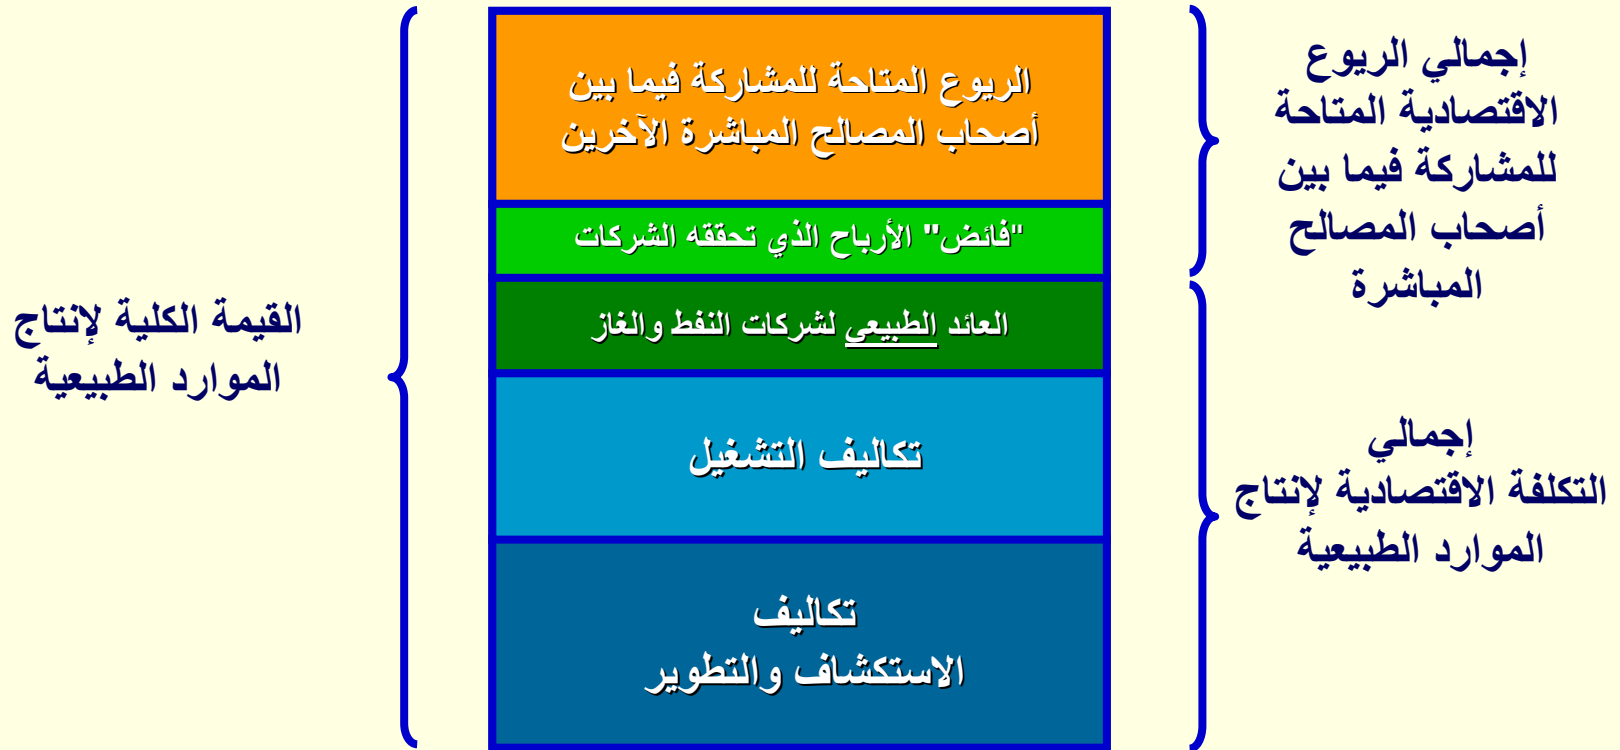 إجمالي الريوع
الاقتصادية المتاحة
للمشاركة فيما بين
أصحاب المصالح
المباشرة
إجمالي
التكلفة الاقتصادية لإنتاج
الموارد الطبيعية
الريوع المتاحة للمشاركة فيما بين
أصحاب المصالح المباشرة الآخرين
"فائض" الأرباح الذي تحققه الشركات
العائد الطبيعي لشركات النفط والغاز
تكاليف التشغيل
تكاليف
الاستكشاف والتطوير
القيمة الكلية لإنتاج
الموارد الطبيعية